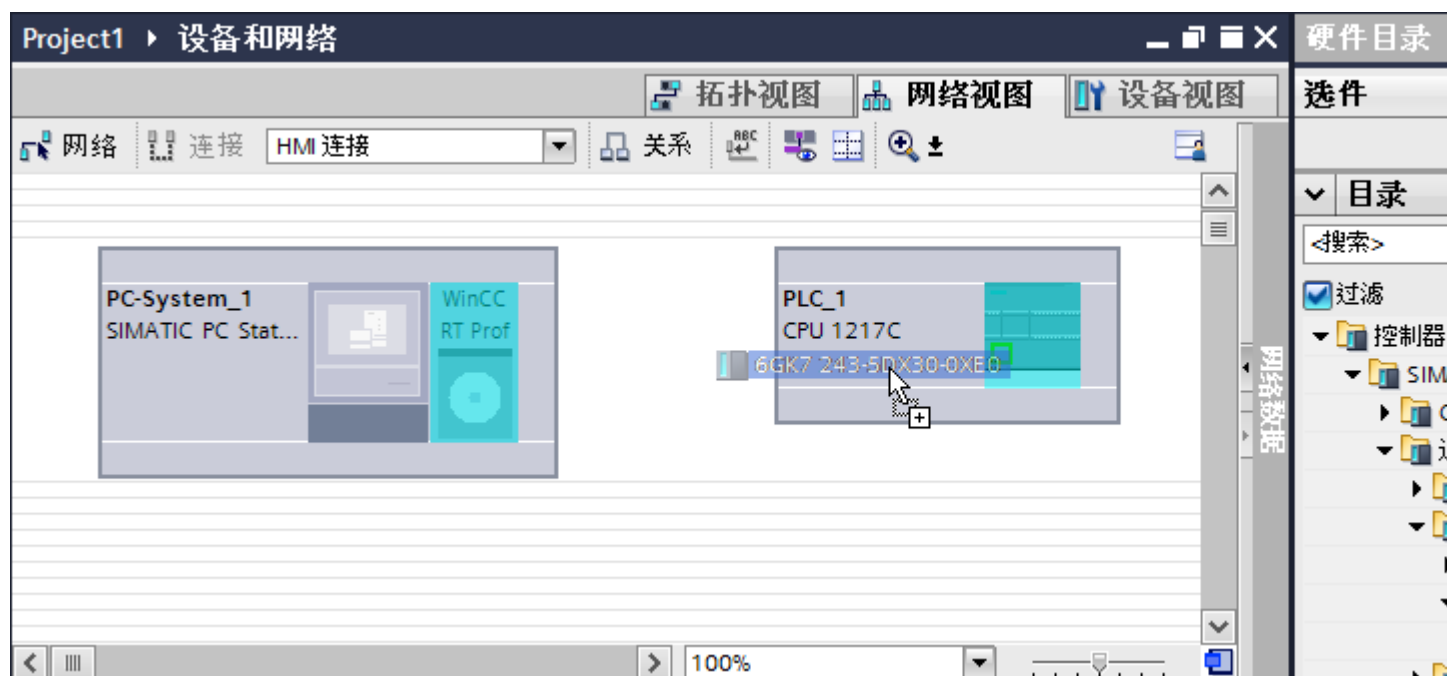 Project1 ▸ 设备和网络
硬件目录
拓扑视图 网络视图 设备视图
选件
网络 连接 HMI 连接 关系
目录
<搜索>
过滤
PC-System_1
SIMATIC PC Stat...
WinCC
RT Prof
PLC_1
CPU 1217C
6GK7 243-5DX30-0XE0
控制器
SIM
网络数据
100%